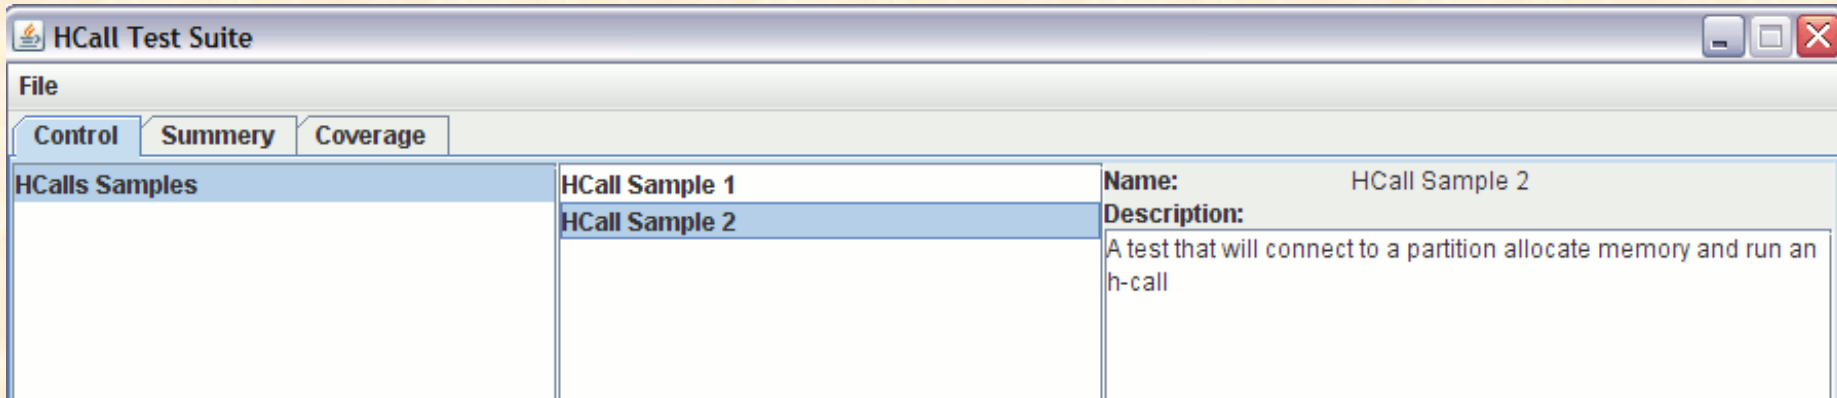 HCall Test Suite
File
Control Summery Coverage
HCalls Samples
HCall Sample 1
HCall Sample 2
Name: HCall Sample 2
Description:
A test that will connect to a partition allocate memory and run an
h-call